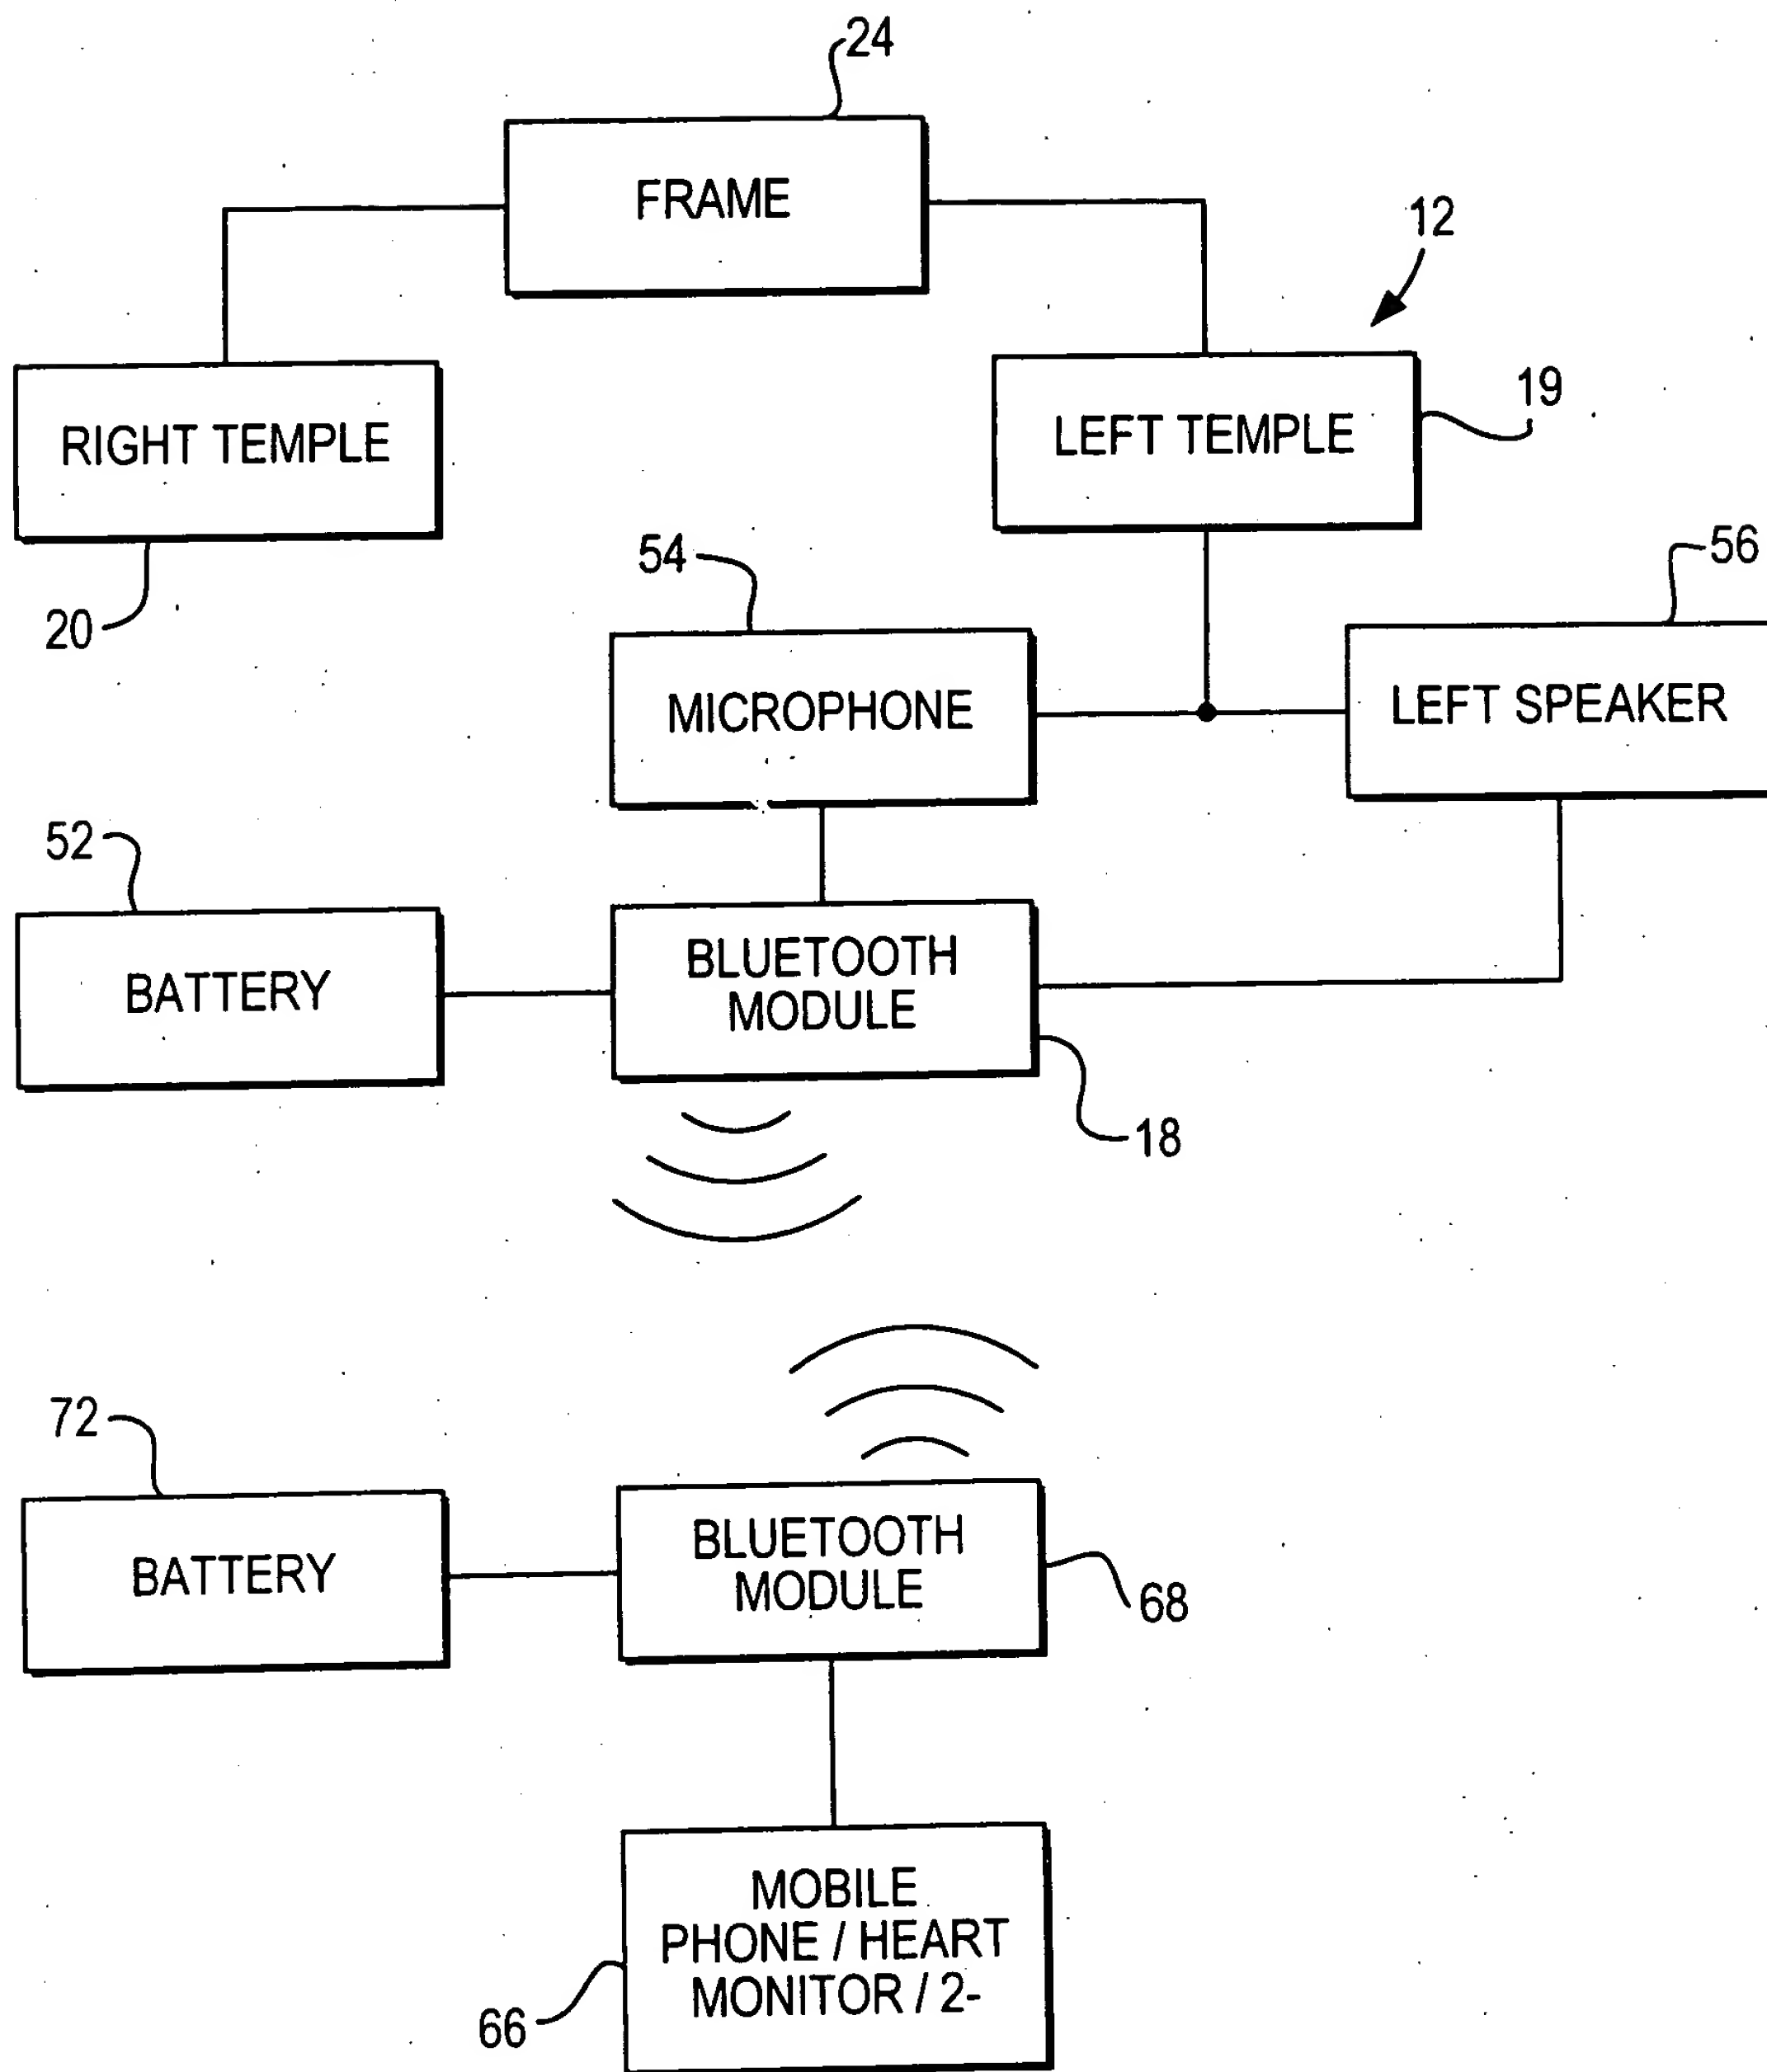 24
FRAME
12
RIGHT TEMPLE
LEFT TEMPLE
19
20
54
56
MICROPHONE
LEFT SPEAKER
52
BATTERY
BLUETOOTH
MODULE
18
72
BATTERY
BLUETOOTH
MODULE
68
MOBILE
PHONE / HEART
MONITOR / 2-
66